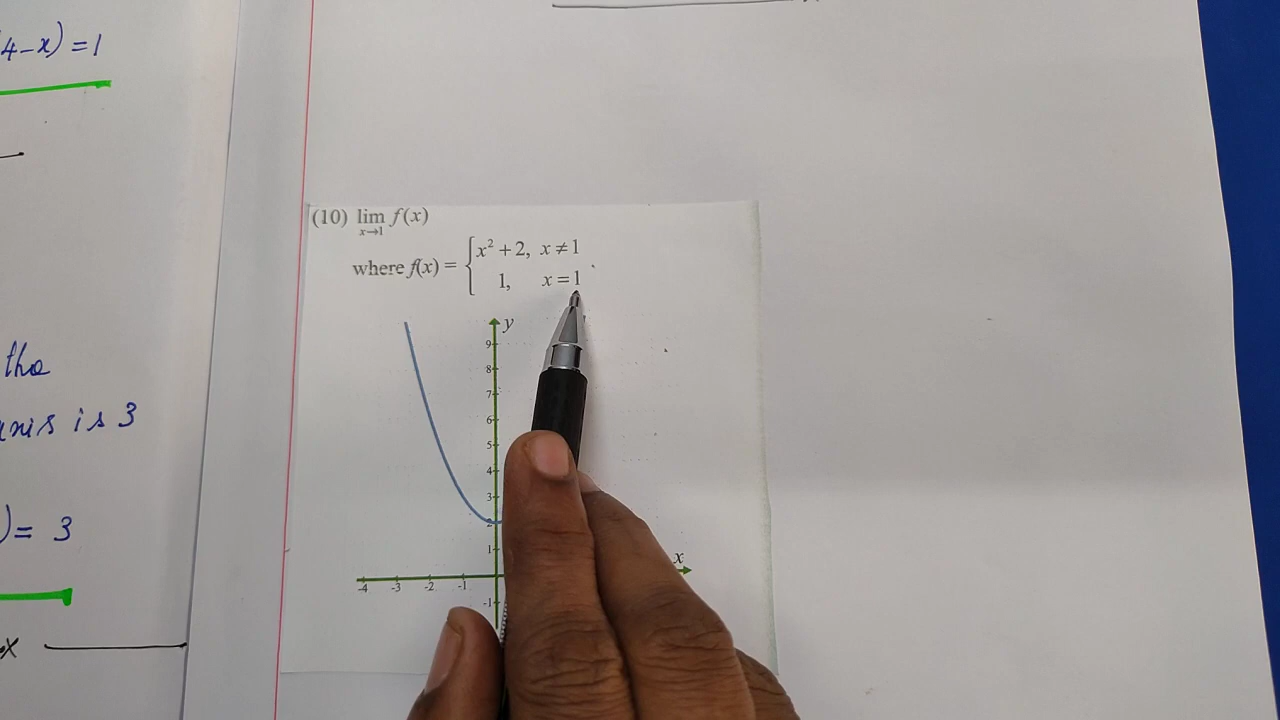 4-x) = 1
the
axis is 3
) = 3
x
(10) lim f(x)
x→1
where f(x) = { x² + 2, x ≠ 1
1, x = 1 .
y
9
8
7
6
5
4
3
2
1
x
-4 -3 -2 -1
-1